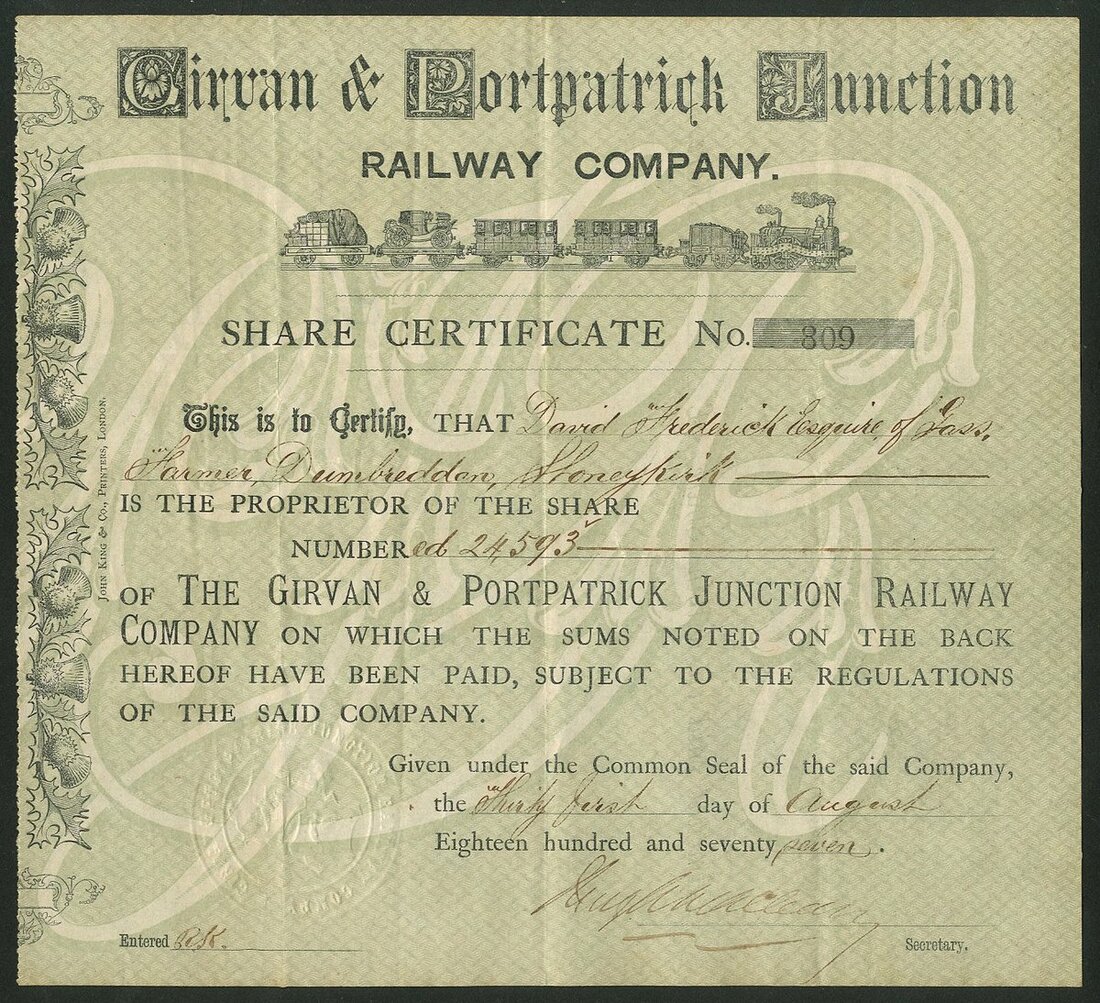 Girvan & Portpatrick Junction
RAILWAY COMPANY.
SHARE CERTIFICATE No. 809
This is to Certify, THAT David Frederick Esquire of Gass,
Farmer, Dumbreddan, Stoneykirk
IS THE PROPRIETOR OF THE SHARE
NUMBERed 24593
OF THE GIRVAN & PORTPATRICK JUNCTION RAILWAY
COMPANY ON WHICH THE SUMS NOTED ON THE BACK
HEREOF HAVE BEEN PAID, SUBJECT TO THE REGULATIONS
OF THE SAID COMPANY.
Given under the Common Seal of the said Company,
the Thirty first day of August
Eighteen hundred and seventy seven.
Entered
Secretary.
JOHN KING & CO., PRINTERS, LONDON.